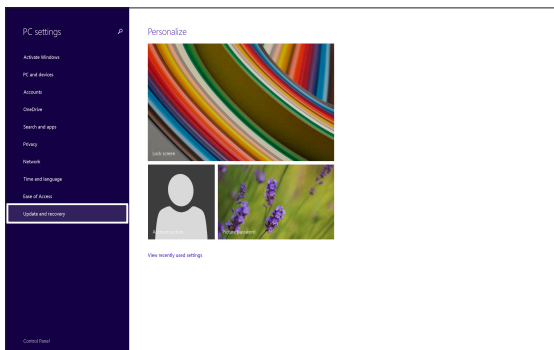 PC settings
Personalize
Activate Windows
PC and devices
Accounts
OneDrive
Search and apps
Privacy
Network
Time and language
Ease of Access
Update and recovery
Lock screen
Account picture
Picture password
View recently used settings
Control Panel